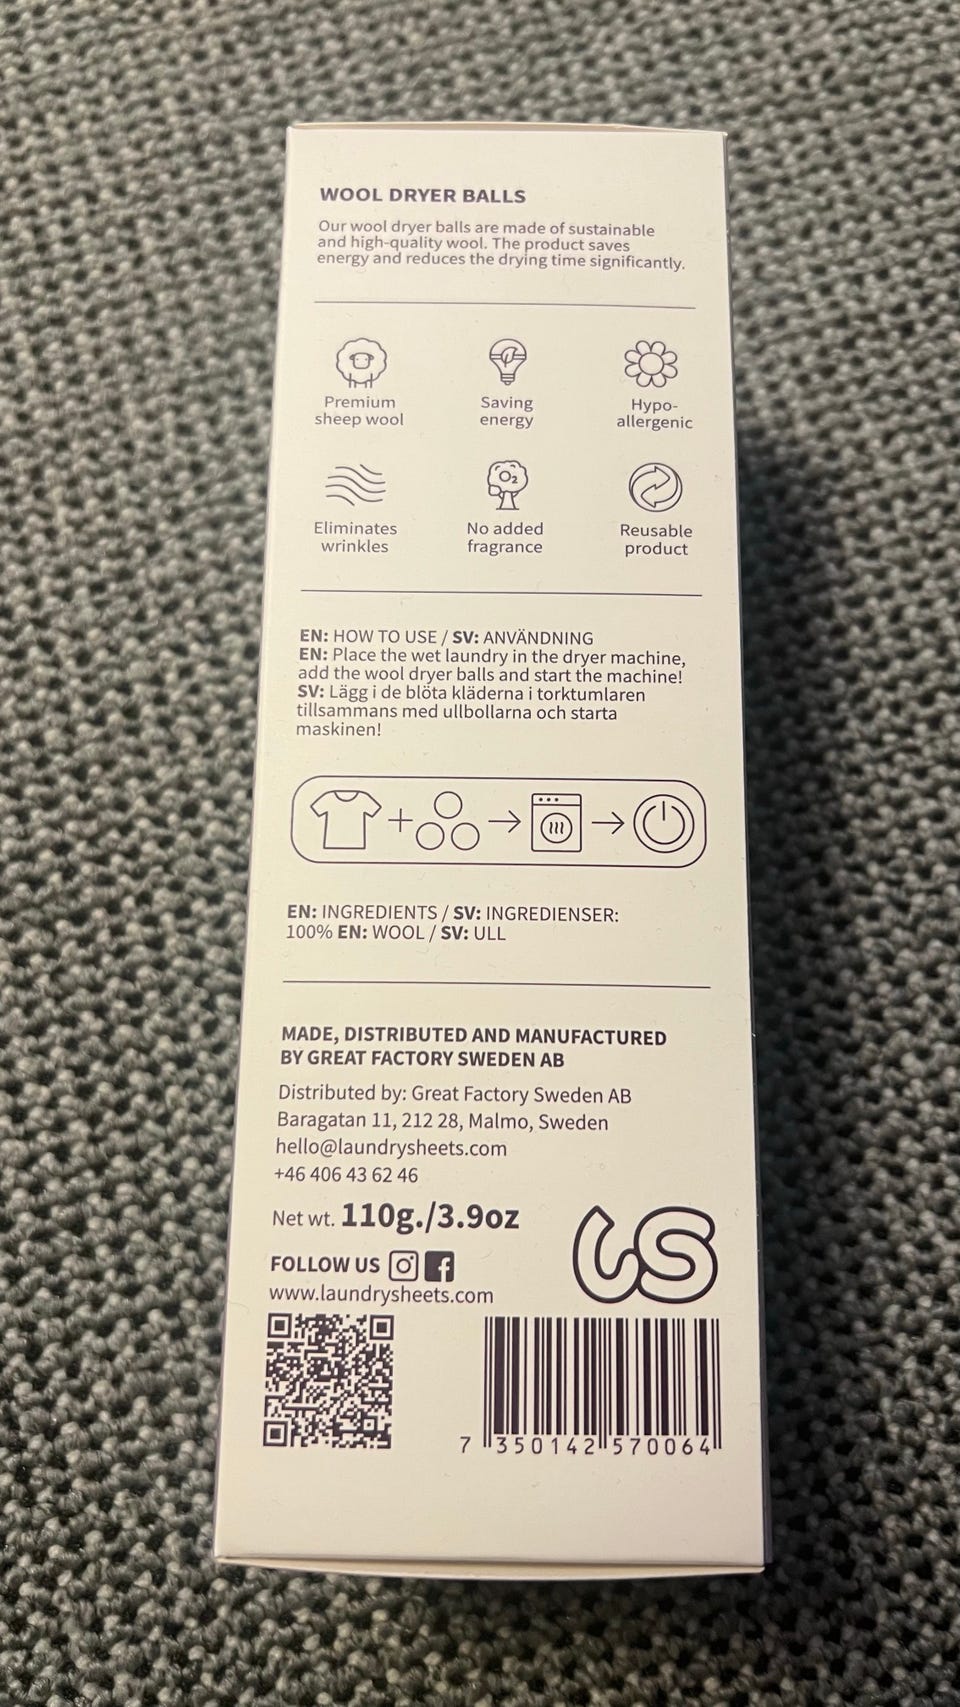 WOOL DRYER BALLS
Our wool dryer balls are made of sustainable
and high-quality wool. The product saves
energy and reduces the drying time significantly.
Premium
sheep wool
Saving
energy
Hypo-
allergenic
Eliminates
wrinkles
O2
No added
fragrance
Reusable
product
EN: HOW TO USE / SV: ANVÄNDNING
EN: Place the wet laundry in the dryer machine,
add the wool dryer balls and start the machine!
SV: Lägg i de blöta kläderna i torktumlaren
tillsammans med ullbollarna och starta
maskinen!
EN: INGREDIENTS / SV: INGREDIENSER:
100% EN: WOOL / SV: ULL
MADE, DISTRIBUTED AND MANUFACTURED
BY GREAT FACTORY SWEDEN AB
Distributed by: Great Factory Sweden AB
Baragatan 11, 212 28, Malmo, Sweden
hello@laundrysheets.com
+46 406 43 62 46
Net wt. 110g./3.9oz
LS
FOLLOW US
www.laundrysheets.com
7 350142 570064